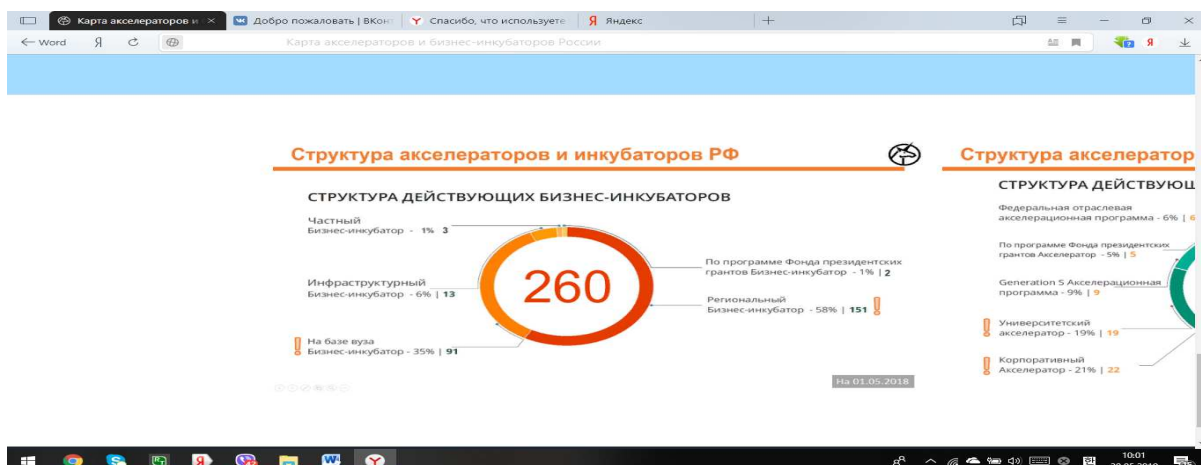 Карта акселераторов и
Добро пожаловать | ВКон
Спасибо, что используете
Яндекс
Word
Карта акселераторов и бизнес-инкубаторов России
Структура акселераторов и инкубаторов РФ
СТРУКТУРА ДЕЙСТВУЮЩИХ БИЗНЕС-ИНКУБАТОРОВ
Частный
Бизнес-инкубатор - 1% 3
Инфраструктурный
Бизнес-инкубатор - 6% | 13
На базе вуза
Бизнес-инкубатор - 35% | 91
260
По программе Фонда президентских
грантов Бизнес-инкубатор - 1% | 2
Региональный
Бизнес-инкубатор - 58% | 151
На 01.05.2018
Структура акселератор
СТРУКТУРА ДЕЙСТВУЮЩ
Федеральная отраслевая
акселерационная программа - 6% | 6
По программе Фонда президентских
грантов Акселератор - 5% | 5
Generation S Акселерационная
программа - 9% | 9
Университетский
акселератор - 19% | 19
Корпоративный
Акселератор - 21% | 22
10:01